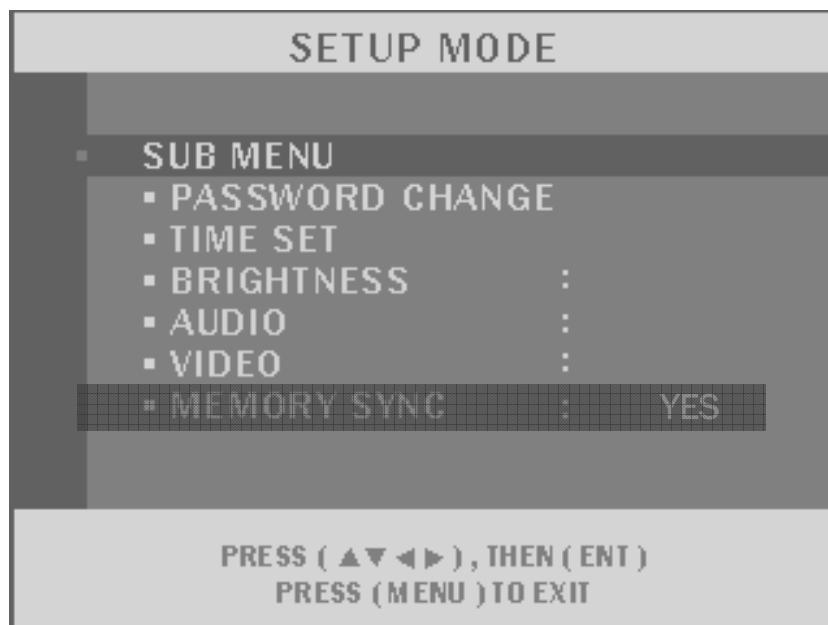 SETUP MODE
SUB MENU
▪ PASSWORD CHANGE
▪ TIME SET
▪ BRIGHTNESS :
▪ AUDIO :
▪ VIDEO :
▪ MEMORY SYNC : YES
PRESS ( ▲▼ ◀ ▶ ) , THEN ( ENT )
PRESS ( MENU ) TO EXIT